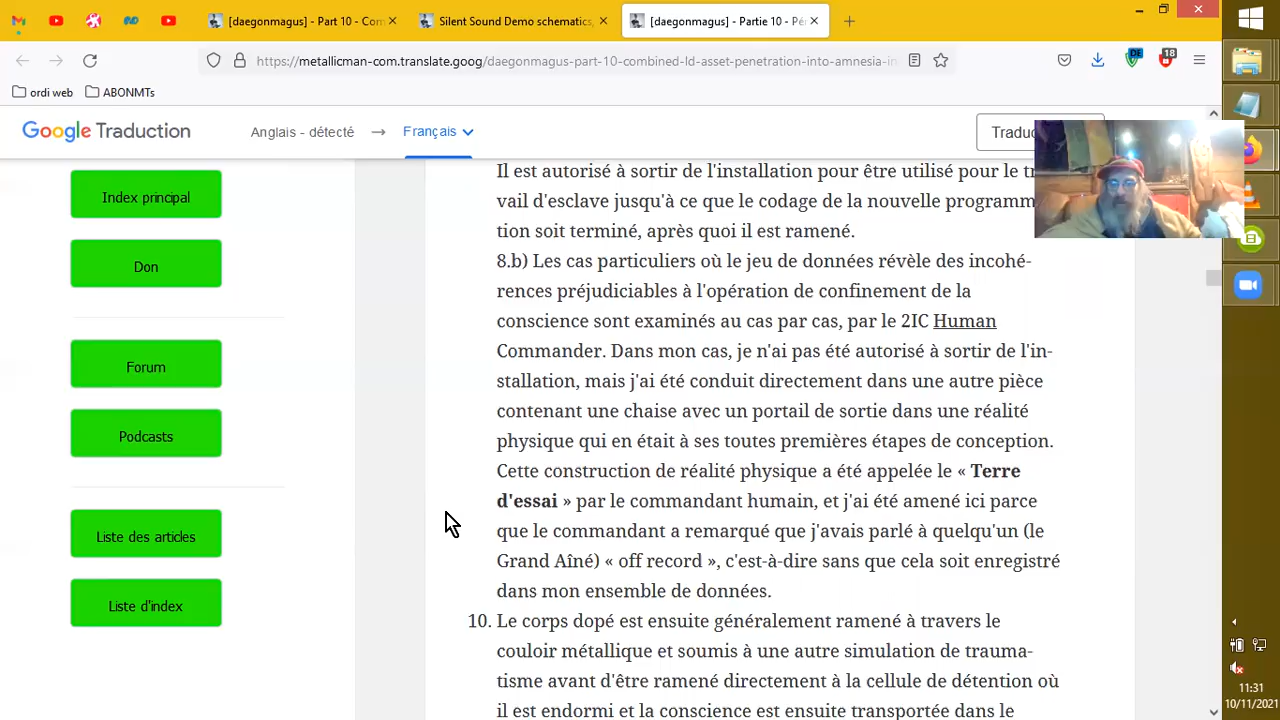 [daegonmagus] - Part 10 - Com
Silent Sound Demo schematics,
[daegonmagus] - Partie 10 - Pé
https://metallicman-com.translate.goog/daegonmagus-part-10-combined-ld-asset-penetration-into-amnesia-in
DE
18
ordi web
ABONMTs
Google Traduction
Anglais - détecté
Français
Traduc
Index principal
Don
Forum
Podcasts
Liste des articles
Liste d'index
Il est autorisé à sortir de l'installation pour être utilisé pour le tr
vail d'esclave jusqu'à ce que le codage de la nouvelle programm
tion soit terminé, après quoi il est ramené.
8.b) Les cas particuliers où le jeu de données révèle des incohé-
rences préjudiciables à l'opération de confinement de la
conscience sont examinés au cas par cas, par le 2IC Human
Commander. Dans mon cas, je n'ai pas été autorisé à sortir de l'in-
stallation, mais j'ai été conduit directement dans une autre pièce
contenant une chaise avec un portail de sortie dans une réalité
physique qui en était à ses toutes premières étapes de conception.
Cette construction de réalité physique a été appelée le « Terre
d'essai » par le commandant humain, et j'ai été amené ici parce
que le commandant a remarqué que j'avais parlé à quelqu'un (le
Grand Aîné) « off record », c'est-à-dire sans que cela soit enregistré
dans mon ensemble de données.
10. Le corps dopé est ensuite généralement ramené à travers le
couloir métallique et soumis à une autre simulation de trauma-
tisme avant d'être ramené directement à la cellule de détention où
il est endormi et la conscience est ensuite transportée dans le
11:31
10/11/2021